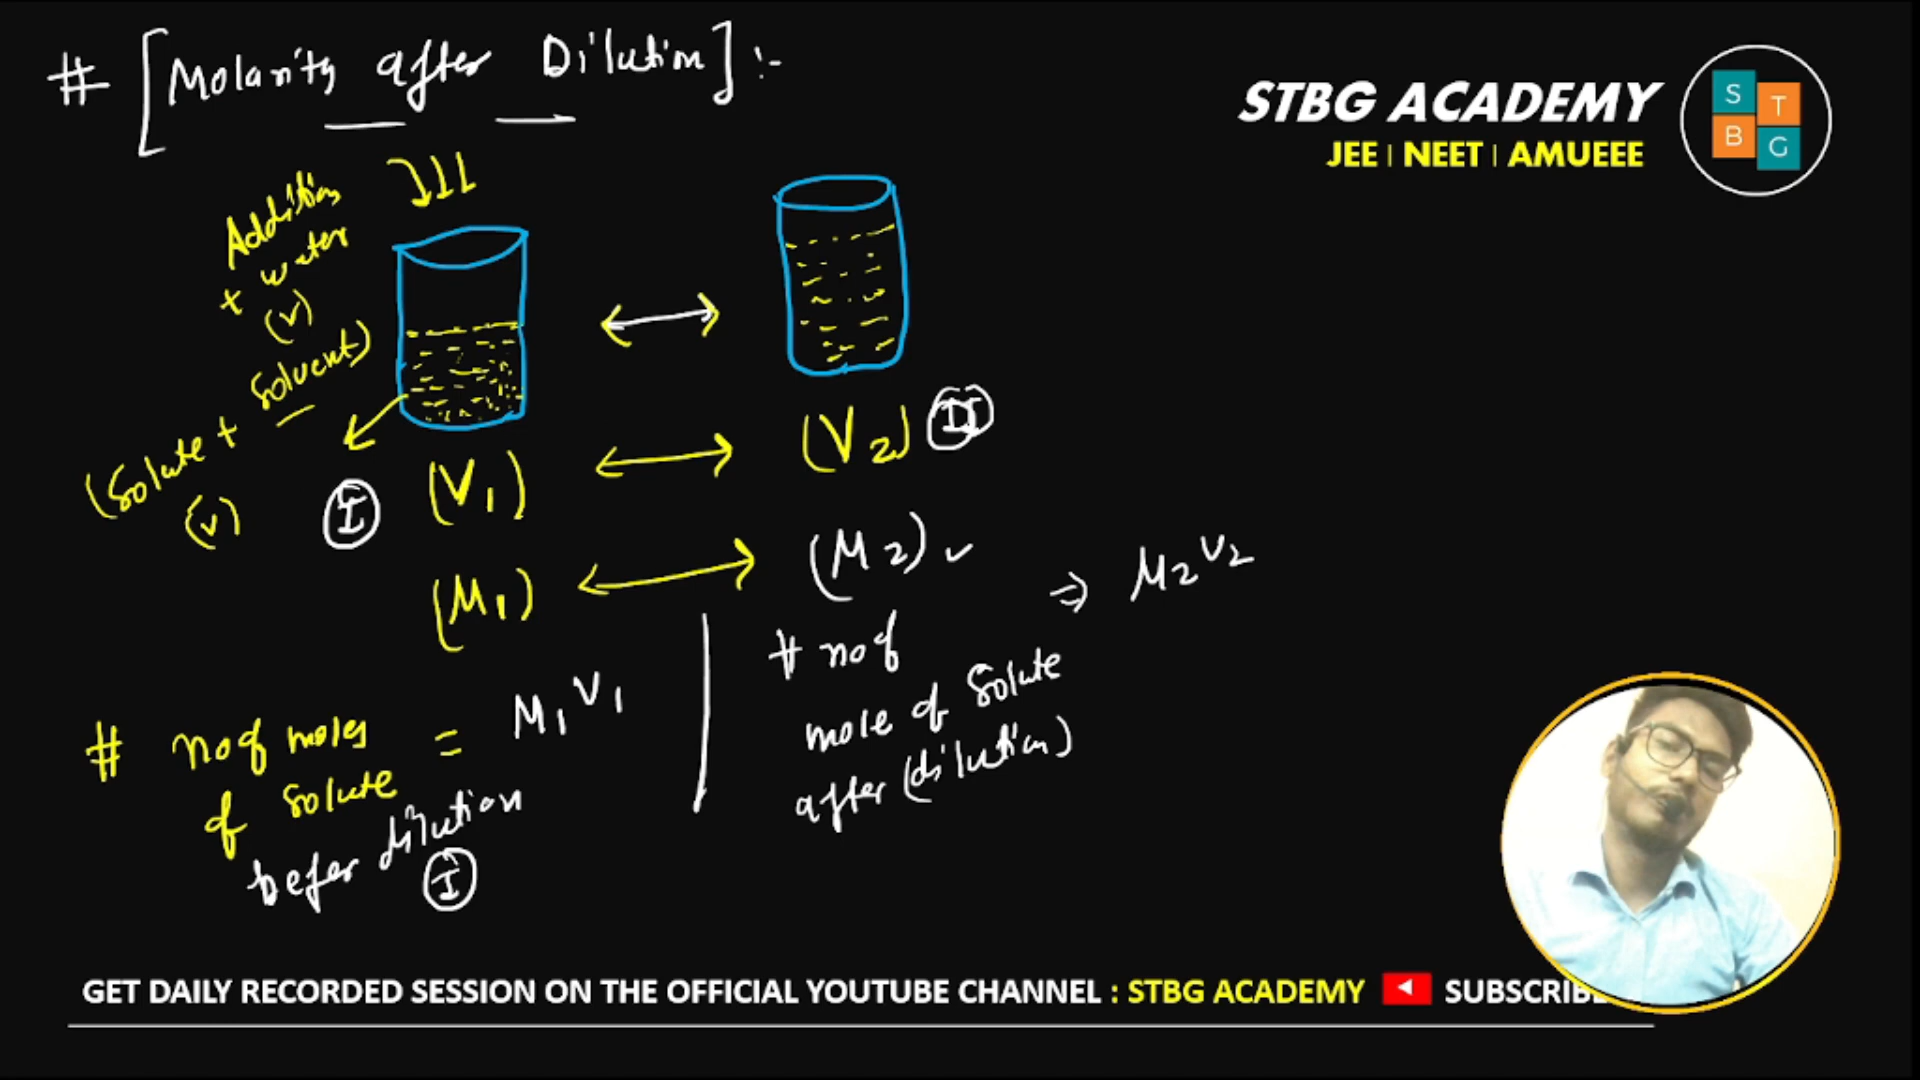 # [Molarity after Dilution] :-
STBG ACADEMY
JEE | NEET | AMUEEE
S T
B G
Addition
+ water
(v)
(Solute + Solvent)
(v)
I (V1)
(V2) II
(M1)
(M2)
⇒ M2V2
# no of moles
of solute
befer dilution
I
= M1V1
# no of
mole of solute
after (dilution)
GET DAILY RECORDED SESSION ON THE OFFICIAL YOUTUBE CHANNEL : STBG ACADEMY